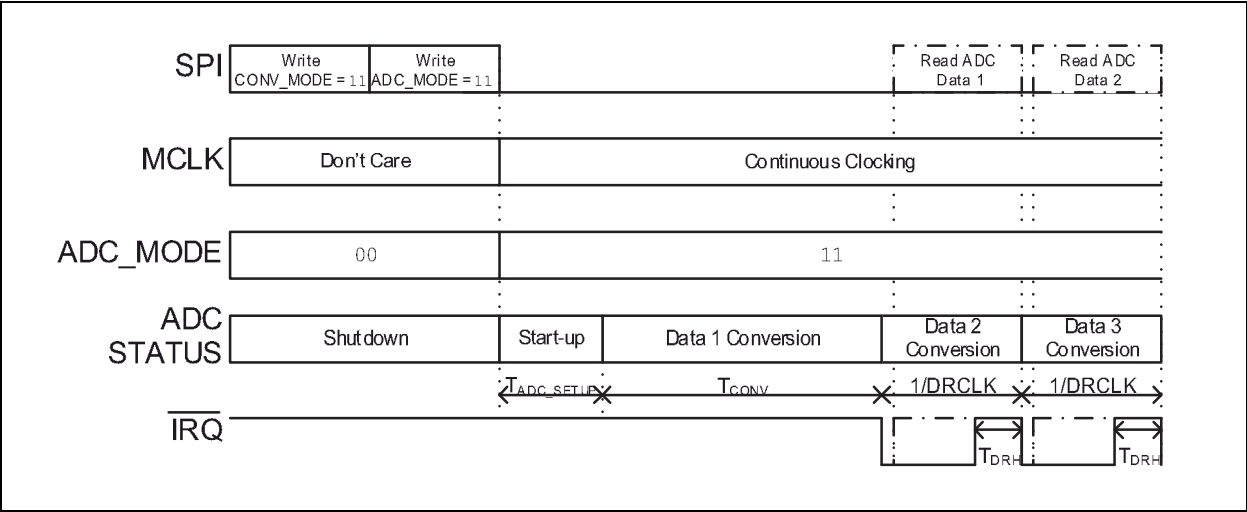 SPI
Write
CONV_MODE = 11
Write
ADC_MODE = 11
Read ADC
Data 1
Read ADC
Data 2
MCLK
Don't Care
Continuous Clocking
ADC_MODE
00
11
ADC
STATUS
Shutdown
Start-up
Data 1 Conversion
Data 2
Conversion
Data 3
Conversion
TADC_SETUP
TCONV
1/DRCLK
1/DRCLK
IRQ
TDRH
TDRH